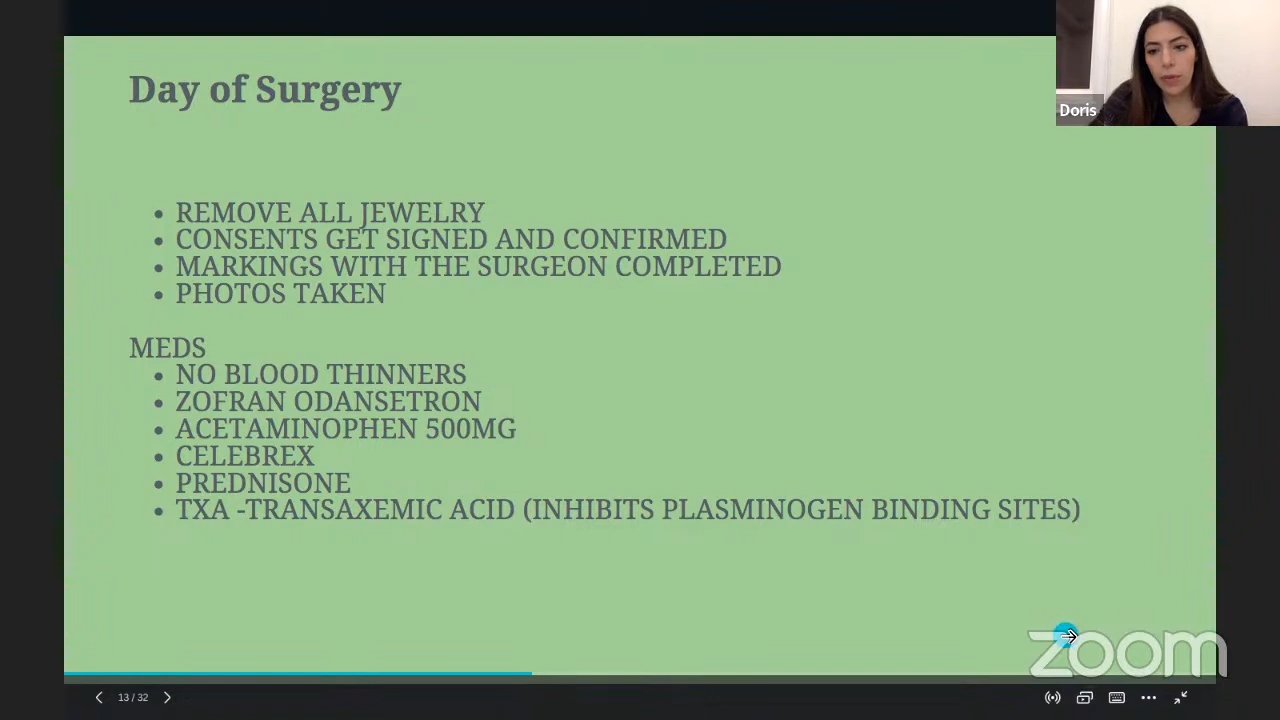 Day of Surgery
Doris
• REMOVE ALL JEWELRY
• CONSENTS GET SIGNED AND CONFIRMED
• MARKINGS WITH THE SURGEON COMPLETED
• PHOTOS TAKEN
MEDS
• NO BLOOD THINNERS
• ZOFRAN ODANSETRON
• ACETAMINOPHEN 500MG
• CELEBREX
• PREDNISONE
• TXA -TRANSAXEMIC ACID (INHIBITS PLASMINOGEN BINDING SITES)
zoom
13 / 32